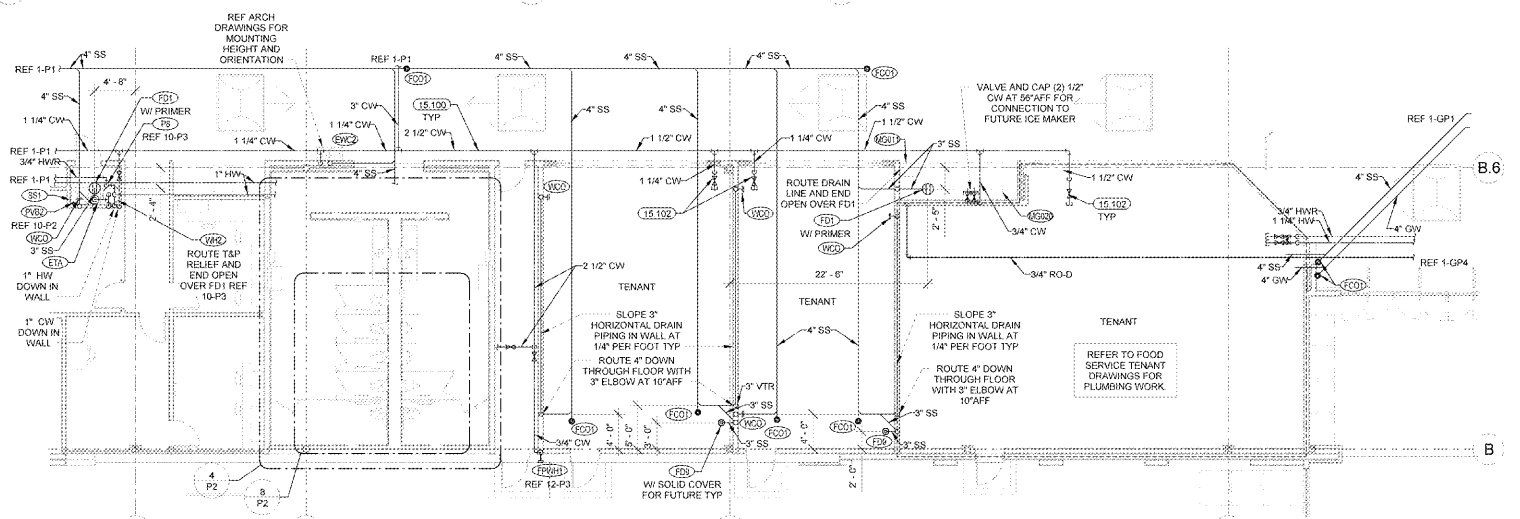 REF ARCH
DRAWINGS FOR
MOUNTING
HEIGHT AND
ORIENTATION
REF 1-P1
4" SS
4' - 8"
4" SS
FD1
W/ PRIMER
P6
REF 10-P3
1 1/4" CW
1 1/4" CW
REF 1-P1
3/4" HWR
REF 1-P1
1" HW
SS1
PVB2
REF 10-P2
WCO
3" SS
ETA
2' - 4"
1" HW
DOWN IN
WALL
1" CW
DOWN IN
WALL
WH2
ROUTE T&P
RELIEF AND
END OPEN
OVER FD1 REF
10-P3
REF 1-P1
FCO1
3" CW
15.100
TYP
1 1/4" CW
2 1/2" CW
EWC2
4" SS
4" SS
4" SS
4" SS
4" SS
4" SS
4" SS
FCO1
4" SS
1 1/2" CW
1 1/2" CW
1 1/4" CW
MG011
3" SS
WCO
1 1/4" CW
15.102
WCO
ROUTE DRAIN
LINE AND END
OPEN OVER FD1
FD1
W/ PRIMER
WCO
2' - 5"
VALVE AND CAP (2) 1/2"
CW AT 56"AFF FOR
CONNECTION TO
FUTURE ICE MAKER
MG020
3/4" CW
1 1/2" CW
15.102
TYP
REF 1-GP1
B.6
4" SS
4" GW
3/4" HWR
1 1/4" HW
4" SS
4" GW
REF 1-GP4
FCO1
3/4" RO-D
2 1/2" CW
TENANT
22' - 6"
TENANT
TENANT
SLOPE 3"
HORIZONTAL DRAIN
PIPING IN WALL AT
1/4" PER FOOT TYP
ROUTE 4" DOWN
THROUGH FLOOR WITH
3" ELBOW AT 10"AFF
4" SS
SLOPE 3"
HORIZONTAL DRAIN
PIPING IN WALL AT
1/4" PER FOOT TYP
ROUTE 4" DOWN
THROUGH FLOOR
WITH 3" ELBOW AT
10"AFF
REFER TO FOOD
SERVICE TENANT
DRAWINGS FOR
PLUMBING WORK.
3" VTR
3" SS
FCO1
FCO1
WCO
3" SS
FCO1
FCO1
3" SS
FD9
3" SS
4' - 0"
5' - 0"
3' - 0"
4' - 0"
2' - 0"
3/4" CW
FPWH1
REF 12-P3
FD9
W/ SOLID COVER
FOR FUTURE TYP
4
P2
8
P2
B